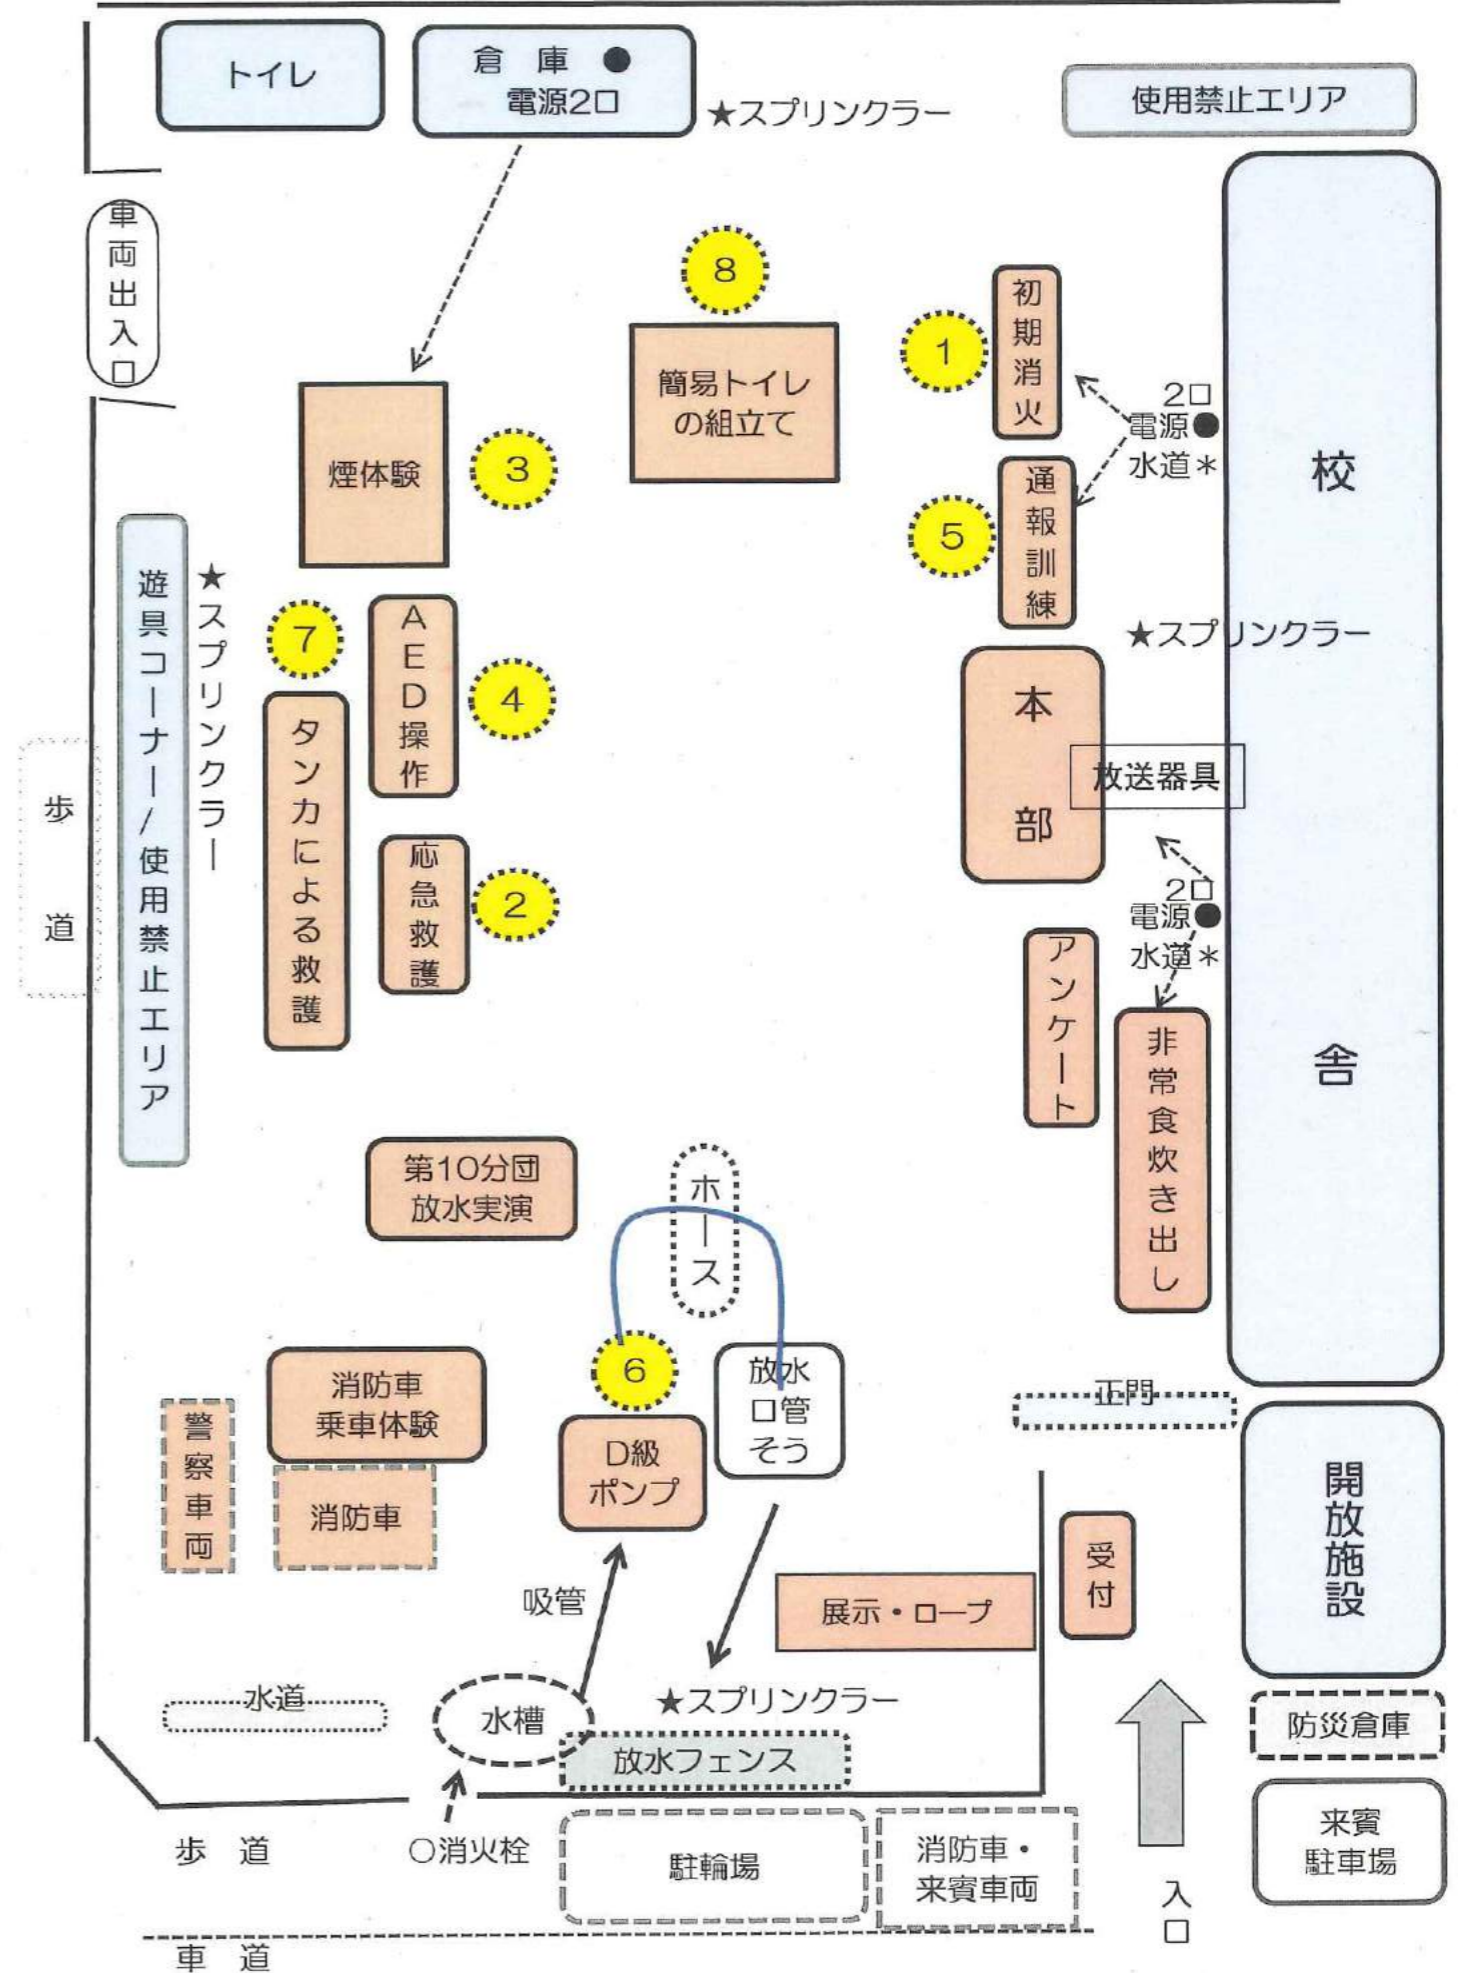 トイレ
倉 庫 ●
電源2口
★スプリンクラー
使用禁止エリア
車両出入口
8
簡易トイレ
の組立て
1
初期消火
2口
電源●
水道＊
校舎
煙体験
3
5
通報訓練
★スプリンクラー
遊具コーナー/使用禁止エリア
★スプリンクラー
7
AED操作
4
タンカによる救護
本部
放送器具
歩道
応急救護
2
2口
電源●
水道＊
アンケート
非常食炊き出し
第10分団
放水実演
ホース
6
放水
口管
そう
消防車
乗車体験
警察車両
消防車
D級
ポンプ
正門
開放施設
受付
吸管
展示・ロープ
水道
水槽
★スプリンクラー
放水フェンス
防災倉庫
歩 道
○消火栓
駐輪場
消防車・
来賓車両
入口
来賓
駐車場
車 道